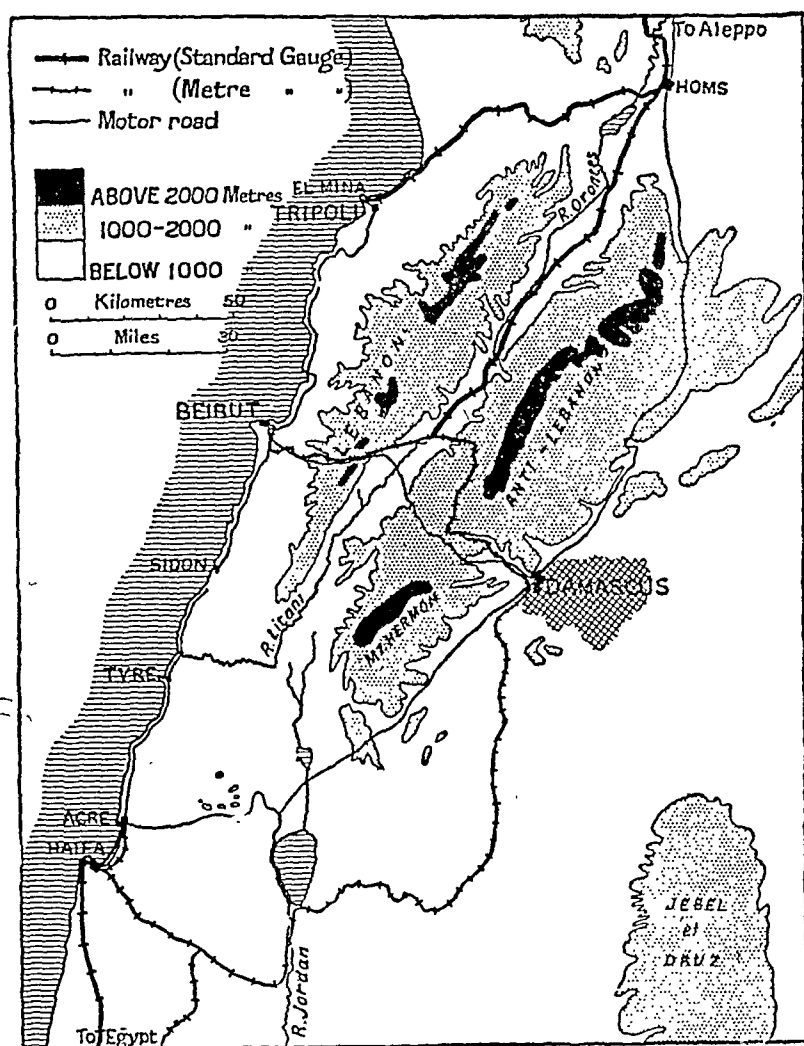 To Aleppo
Railway (Standard Gauge)
" (Metre " ")
Motor road
HOMS
ABOVE 2000 Metres
1000-2000 "
BELOW 1000 "
0 Kilometres 50
0 Miles 30
EL MINA
TRIPOLI
R. Orontes
LEBANON
BEIRUT
ANTI-LEBANON
SIDON
DAMASCUS
R. Litani
MT HERMON
TYRE
ACRE
HAIFA
JEBEL
el
DRUZ
R. Jordan
To Egypt